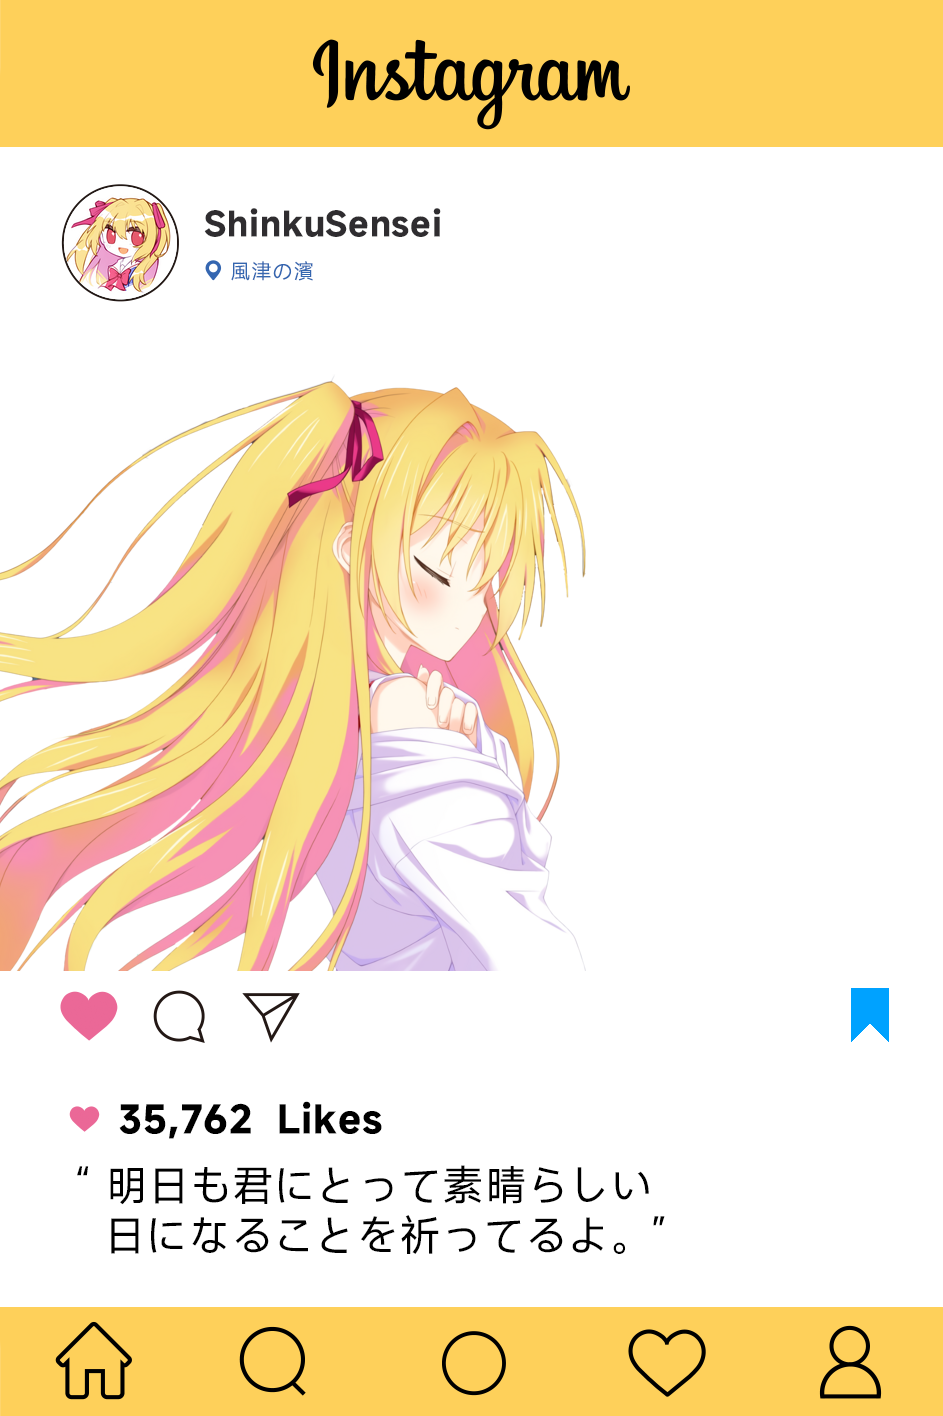 Instagram
ShinkuSensei
風津の濱
35,762 Likes
“ 明日も君にとって素晴らしい
日になることを祈ってるよ。”